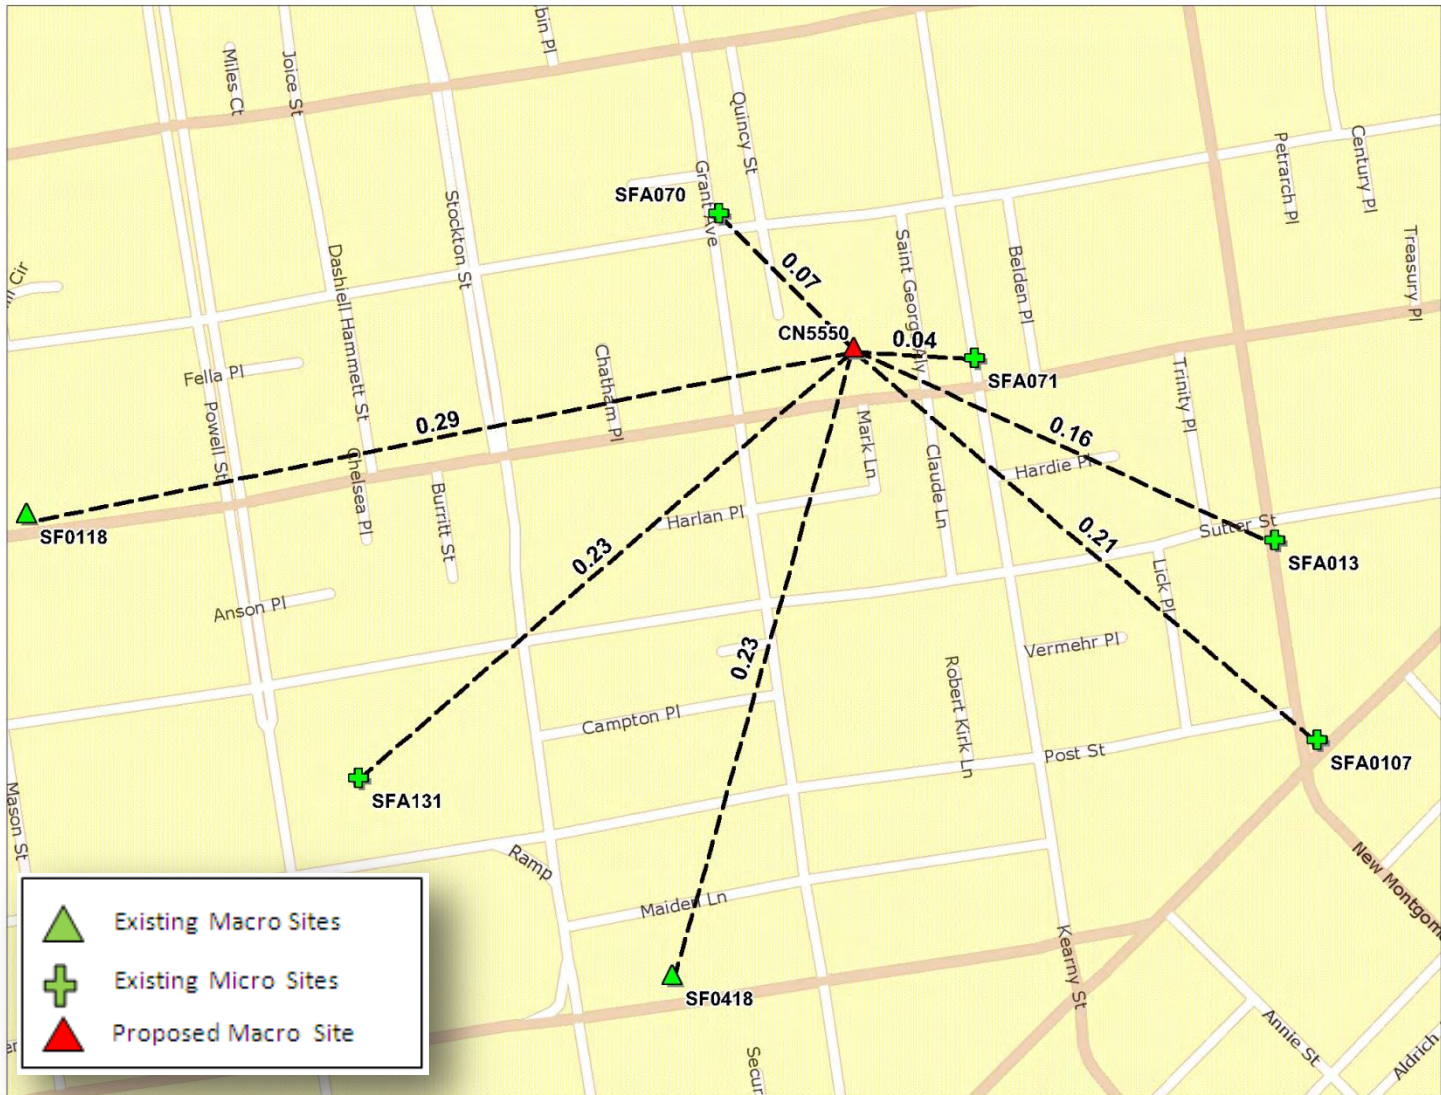 bin Pl
Miles Ct
Joice St
Quincy St
Grant Ave
Stockton St
Petrarch Pl
Century Pl
SFA070
Saint George Aly
Belden Pl
Treasury Pl
Cir
Dashiell Hammett St
0.07
CN5550
0.04
SFA071
Fella Pl
Chatham Pl
Trinity Pl
Powell St
0.29
Mark Ln
0.16
Chelsea Pl
Claude Ln
Hardie Pl
Burritt St
SF0118
Harlan Pl
Sutter St
0.21
SFA013
0.23
Lick Pl
Anson Pl
0.23
Vermehr Pl
Robert Kirk Ln
Campton Pl
Post St
SFA0107
SFA131
Mason St
Ramp
New Montgom
Maiden Ln
Kearny St
SF0418
Annie St
Aldrich
Secur
er
Existing Macro Sites
Existing Micro Sites
Proposed Macro Site